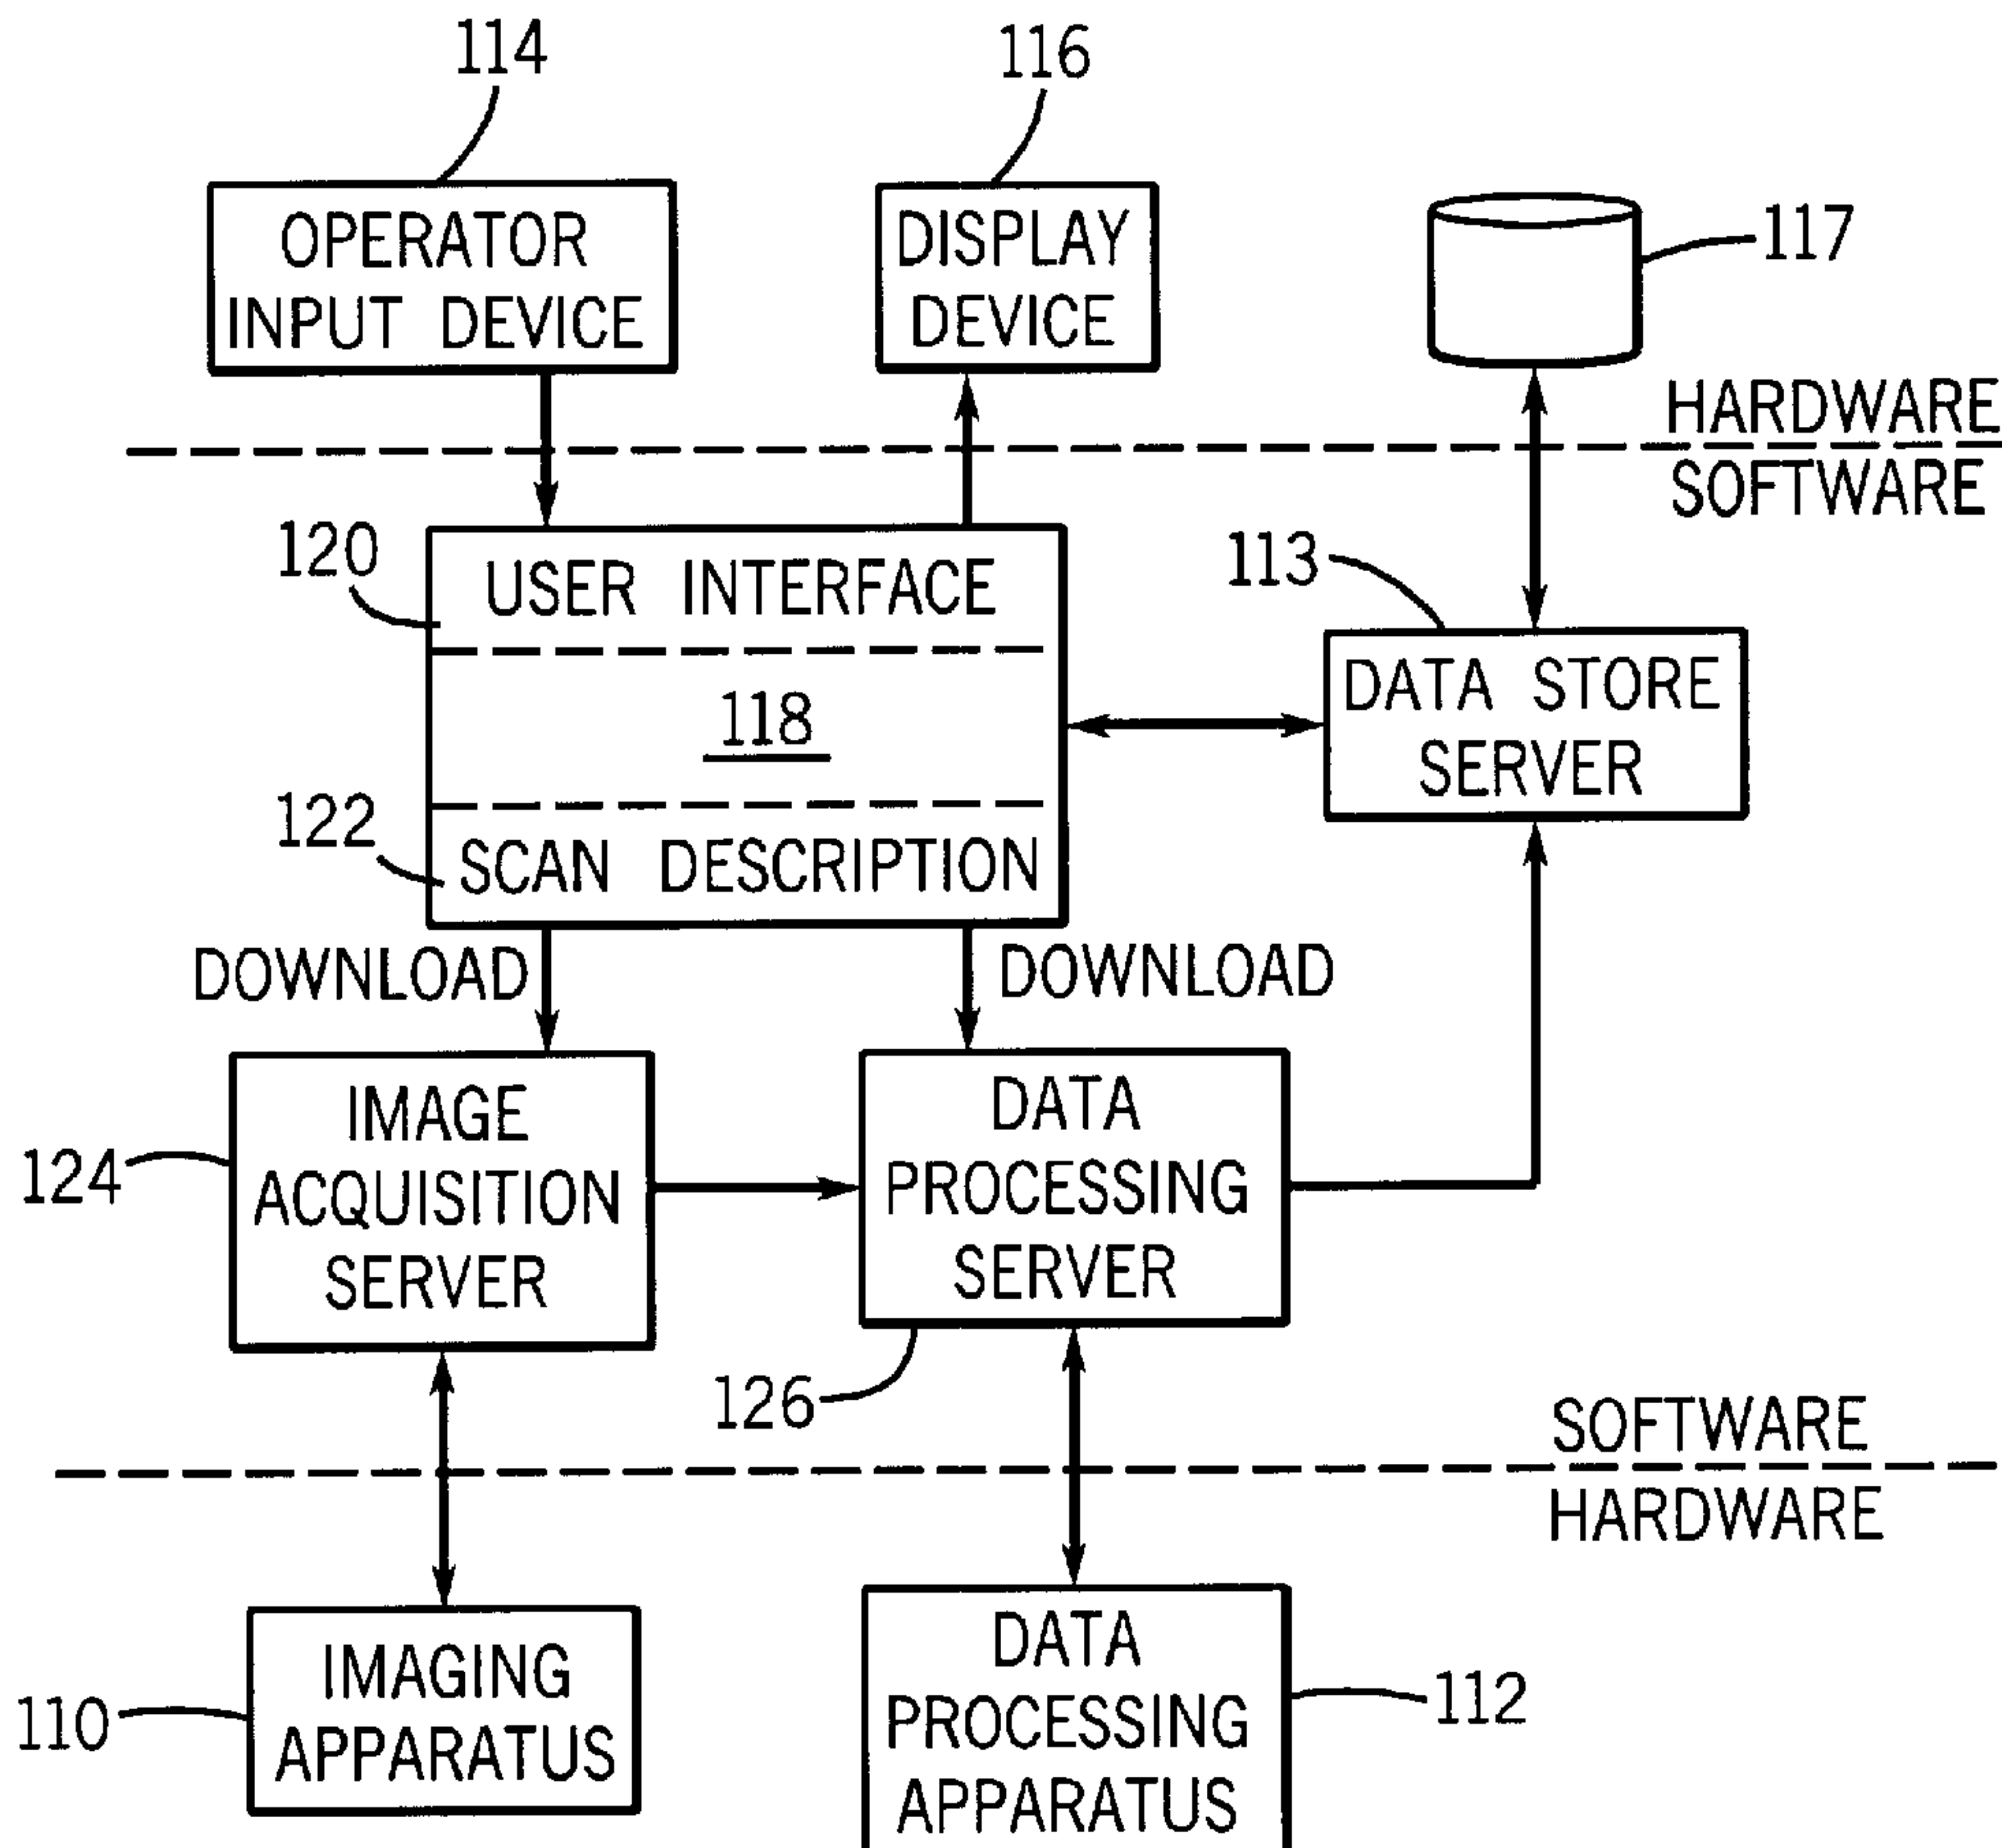 114
116
OPERATOR
INPUT DEVICE
DISPLAY
DEVICE
117
HARDWARE
SOFTWARE
120
USER INTERFACE
113
118
DATA STORE
SERVER
122
SCAN DESCRIPTION
DOWNLOAD
DOWNLOAD
IMAGE
ACQUISITION
SERVER
124
DATA
PROCESSING
SERVER
126
SOFTWARE
HARDWARE
IMAGING
APPARATUS
110
DATA
PROCESSING
APPARATUS
112